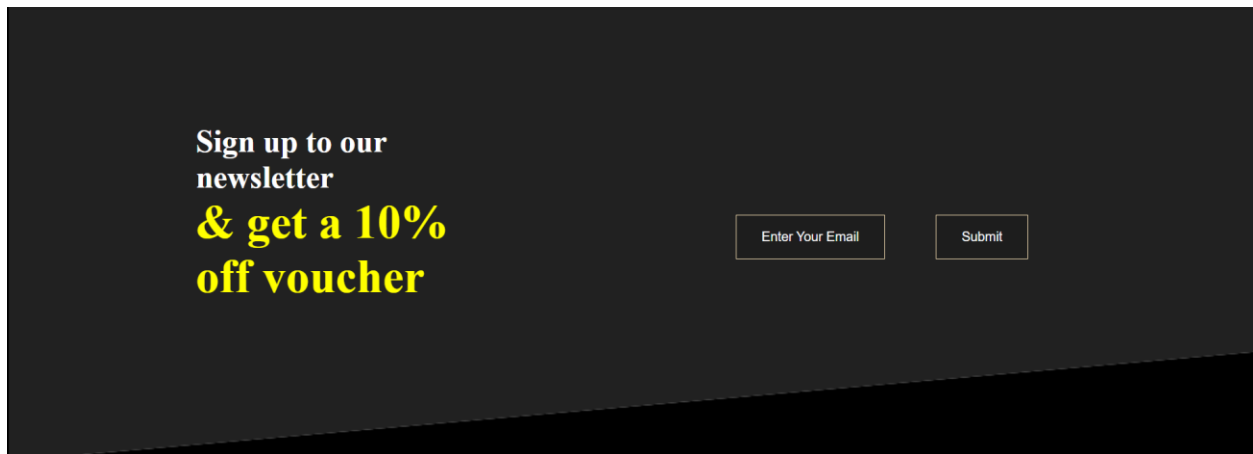 Sign up to our
newsletter
& get a 10%
off voucher
Enter Your Email
Submit